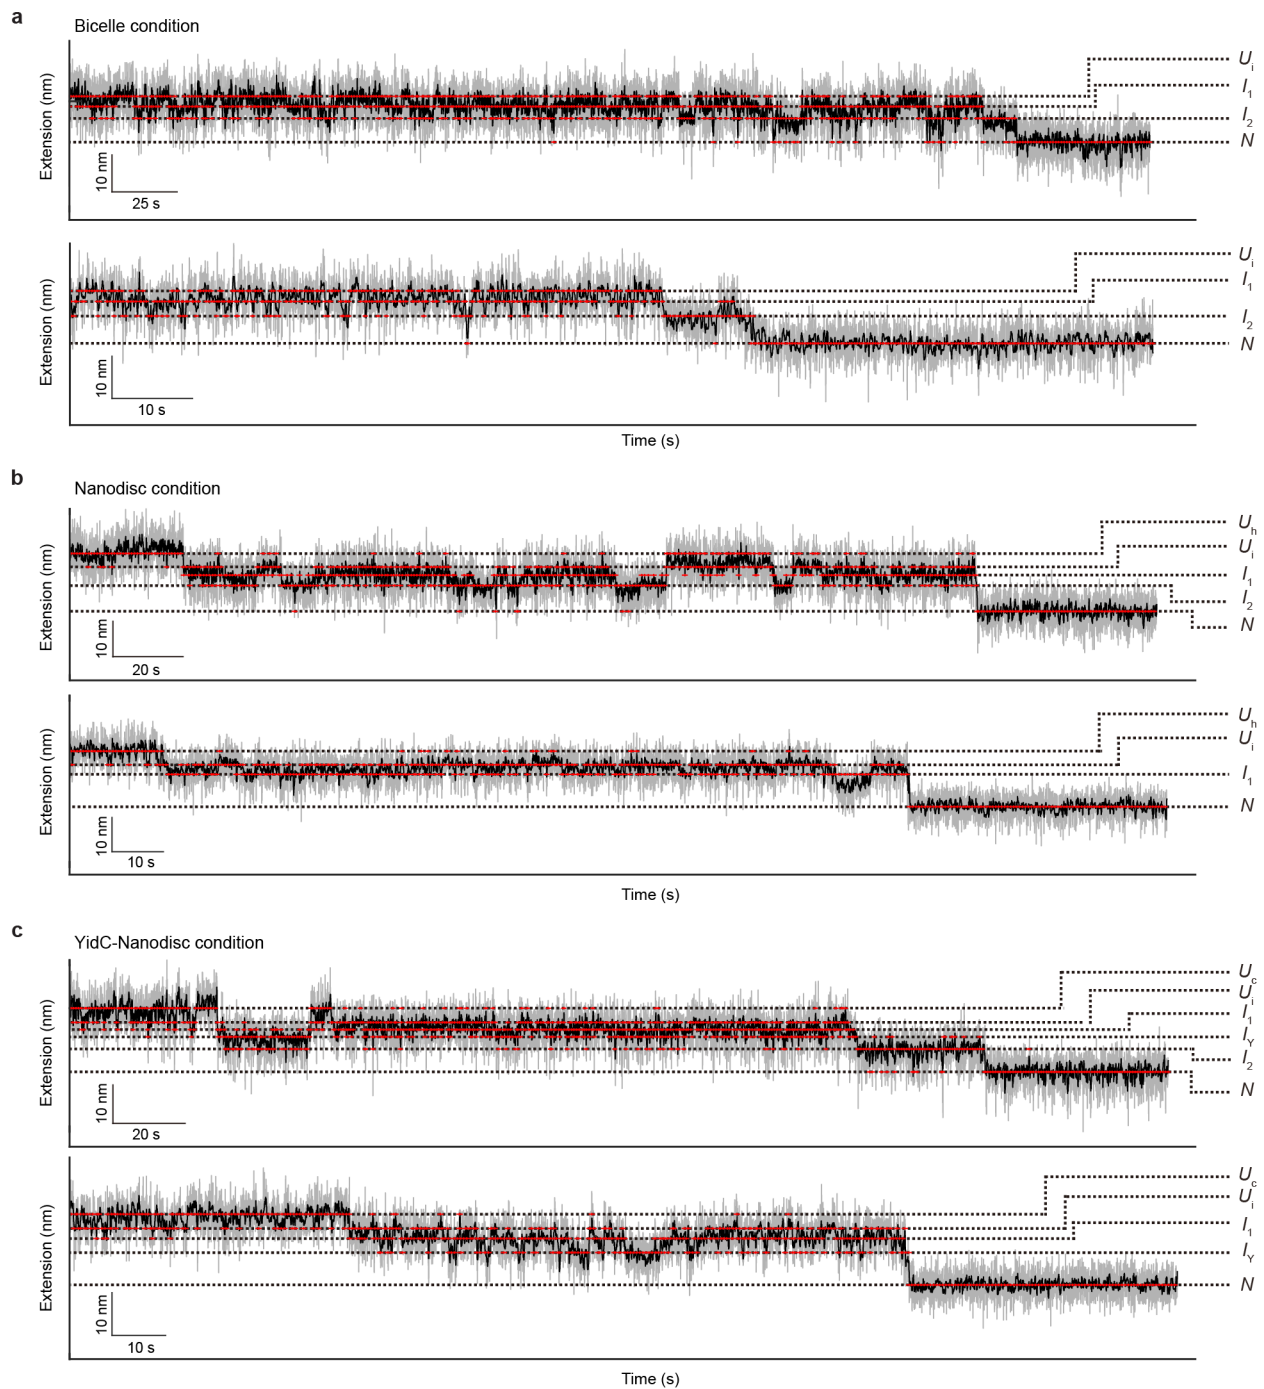 a
Bicelle condition
Extension (nm)
10 nm
25 s
Ui
I1
I2
N
Extension (nm)
10 nm
10 s
Ui
I1
I2
N
Time (s)
b
Nanodisc condition
Extension (nm)
10 nm
20 s
Uh
Ui
I1
I2
N
Extension (nm)
10 nm
10 s
Uh
Ui
I1
N
Time (s)
c
YidC-Nanodisc condition
Extension (nm)
10 nm
20 s
Uc
Ui
I1
IY
I2
N
Extension (nm)
10 nm
10 s
Uc
Ui
I1
IY
N
Time (s)